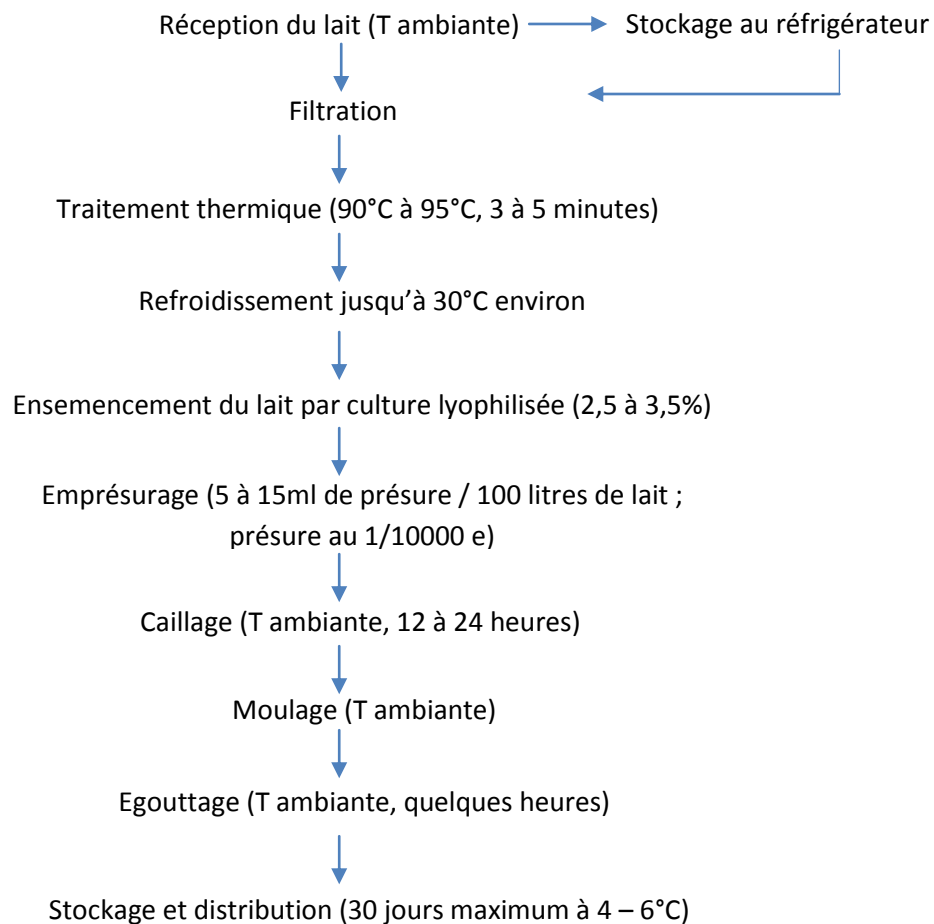 Réception du lait (T ambiante) Stockage au réfrigérateur
Filtration
Traitement thermique (90°C à 95°C, 3 à 5 minutes)
Refroidissement jusqu’à 30°C environ
Ensemencement du lait par culture lyophilisée (2,5 à 3,5%)
Emprésurage (5 à 15ml de présure / 100 litres de lait ;
présure au 1/10000 e)
Caillage (T ambiante, 12 à 24 heures)
Moulage (T ambiante)
Egouttage (T ambiante, quelques heures)
Stockage et distribution (30 jours maximum à 4 – 6°C)